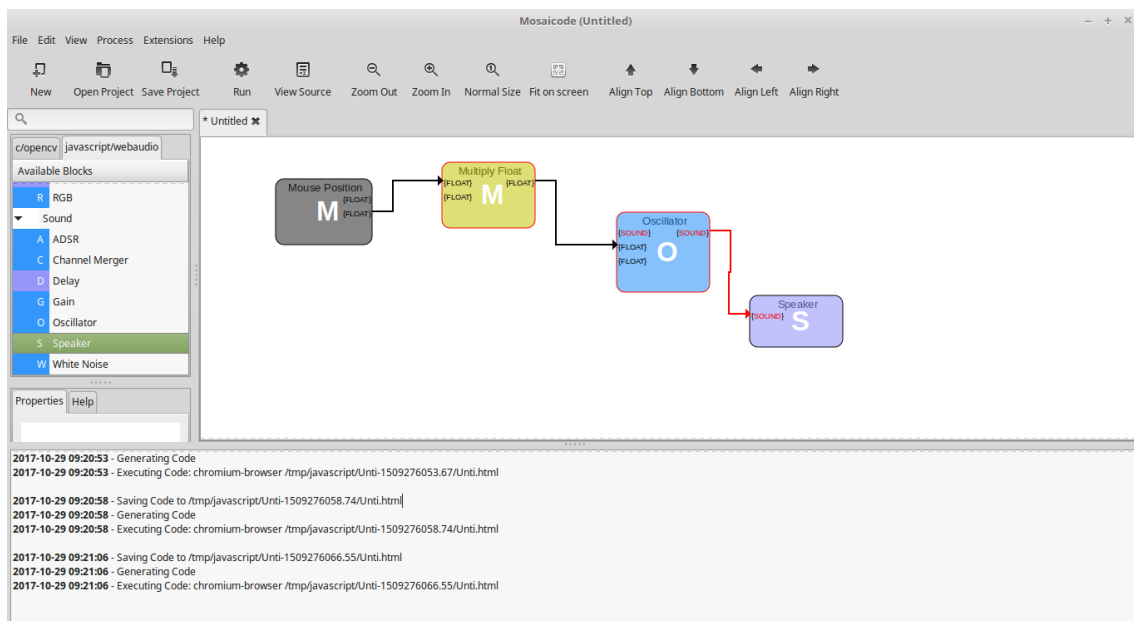 Mosaicode (Untitled)
File Edit View Process Extensions Help
New Open Project Save Project Run View Source Zoom Out Zoom In Normal Size Fit on screen Align Top Align Bottom Align Left Align Right
* Untitled
c/opencv javascript/webaudio
Available Blocks
R RGB
Sound
A ADSR
C Channel Merger
D Delay
G Gain
O Oscillator
S Speaker
W White Noise
Properties Help
Mouse Position
{FLOAT}
M {FLOAT}
Multiply Float
{FLOAT} {FLOAT}
{FLOAT} M
Oscillator
{SOUND} {SOUND}
{FLOAT} O
{FLOAT}
Speaker
{SOUND} S
2017-10-29 09:20:53 - Generating Code
2017-10-29 09:20:53 - Executing Code: chromium-browser /tmp/javascript/Unti-1509276053.67/Unti.html
2017-10-29 09:20:58 - Saving Code to /tmp/javascript/Unti-1509276058.74/Unti.html
2017-10-29 09:20:58 - Generating Code
2017-10-29 09:20:58 - Executing Code: chromium-browser /tmp/javascript/Unti-1509276058.74/Unti.html
2017-10-29 09:21:06 - Saving Code to /tmp/javascript/Unti-1509276066.55/Unti.html
2017-10-29 09:21:06 - Generating Code
2017-10-29 09:21:06 - Executing Code: chromium-browser /tmp/javascript/Unti-1509276066.55/Unti.html